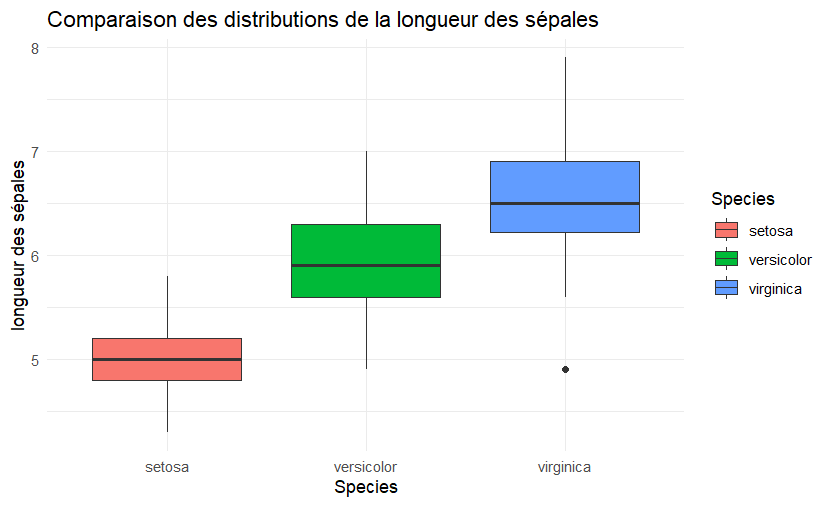 Comparaison des distributions de la longueur des sépales
longueur des sépales
8
7
6
5
setosa
versicolor
virginica
Species
Species
setosa
versicolor
virginica